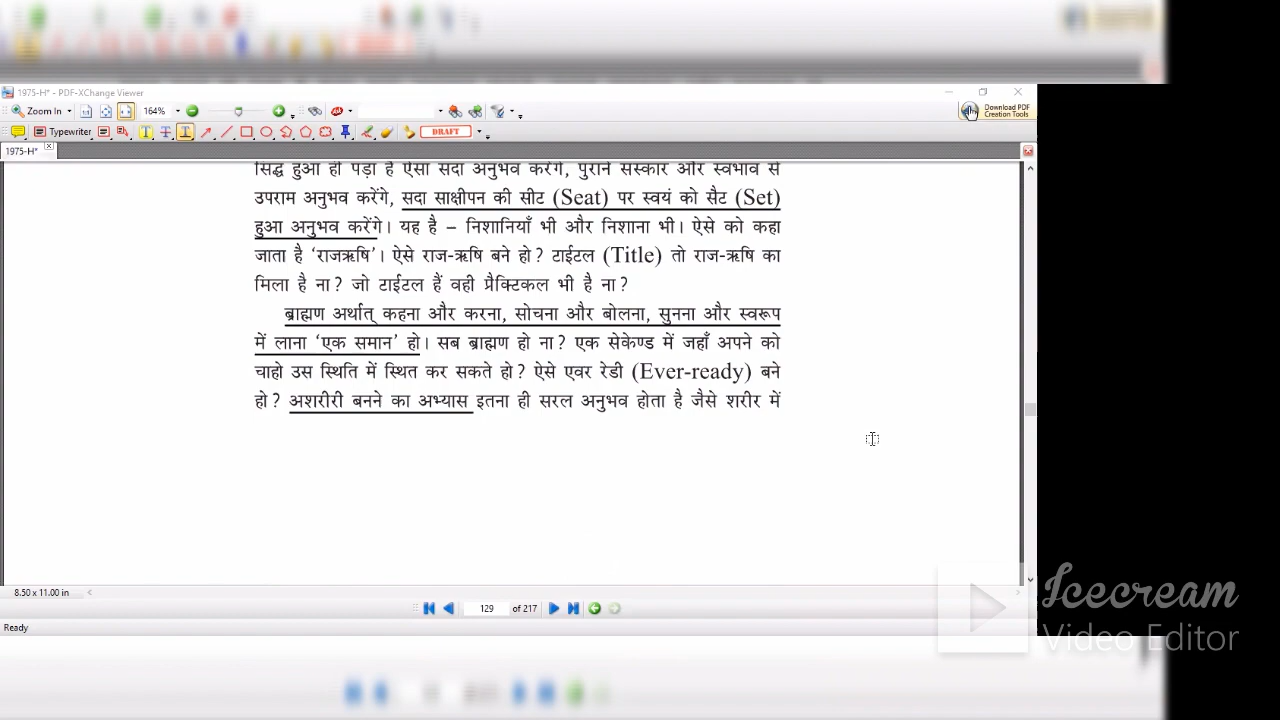 1975-H* - PDF-XChange Viewer
Zoom In
164%
Download PDF
Creation Tools
Typewriter
DRAFT
1975-H*
सिद्ध हुआ ही पड़ा है ऐसा सदा अनुभव करेंगे, पुराने संस्कार और स्वभाव से
उपराम अनुभव करेंगे, सदा साक्षीपन की सीट (Seat) पर स्वयं को सैट (Set)
हुआ अनुभव करेंगे। यह है – निशानियाँ भी और निशाना भी। ऐसे को कहा
जाता है ‘राजऋषि’। ऐसे राज-ऋषि बने हो? टाईटल (Title) तो राज-ऋषि का
मिला है ना? जो टाईटल हैं वही प्रैक्टिकल भी है ना?
ब्राह्मण अर्थात् कहना और करना, सोचना और बोलना, सुनना और स्वरूप
में लाना ‘एक समान’ हो। सब ब्राह्मण हो ना? एक सेकेण्ड में जहाँ अपने को
चाहो उस स्थिति में स्थित कर सकते हो? ऐसे एवर रेडी (Ever-ready) बने
हो? अशरीरी बनने का अभ्यास इतना ही सरल अनुभव होता है जैसे शरीर में
8.50 x 11.00 in
129
of 217
Ready
Icecream
Video Editor